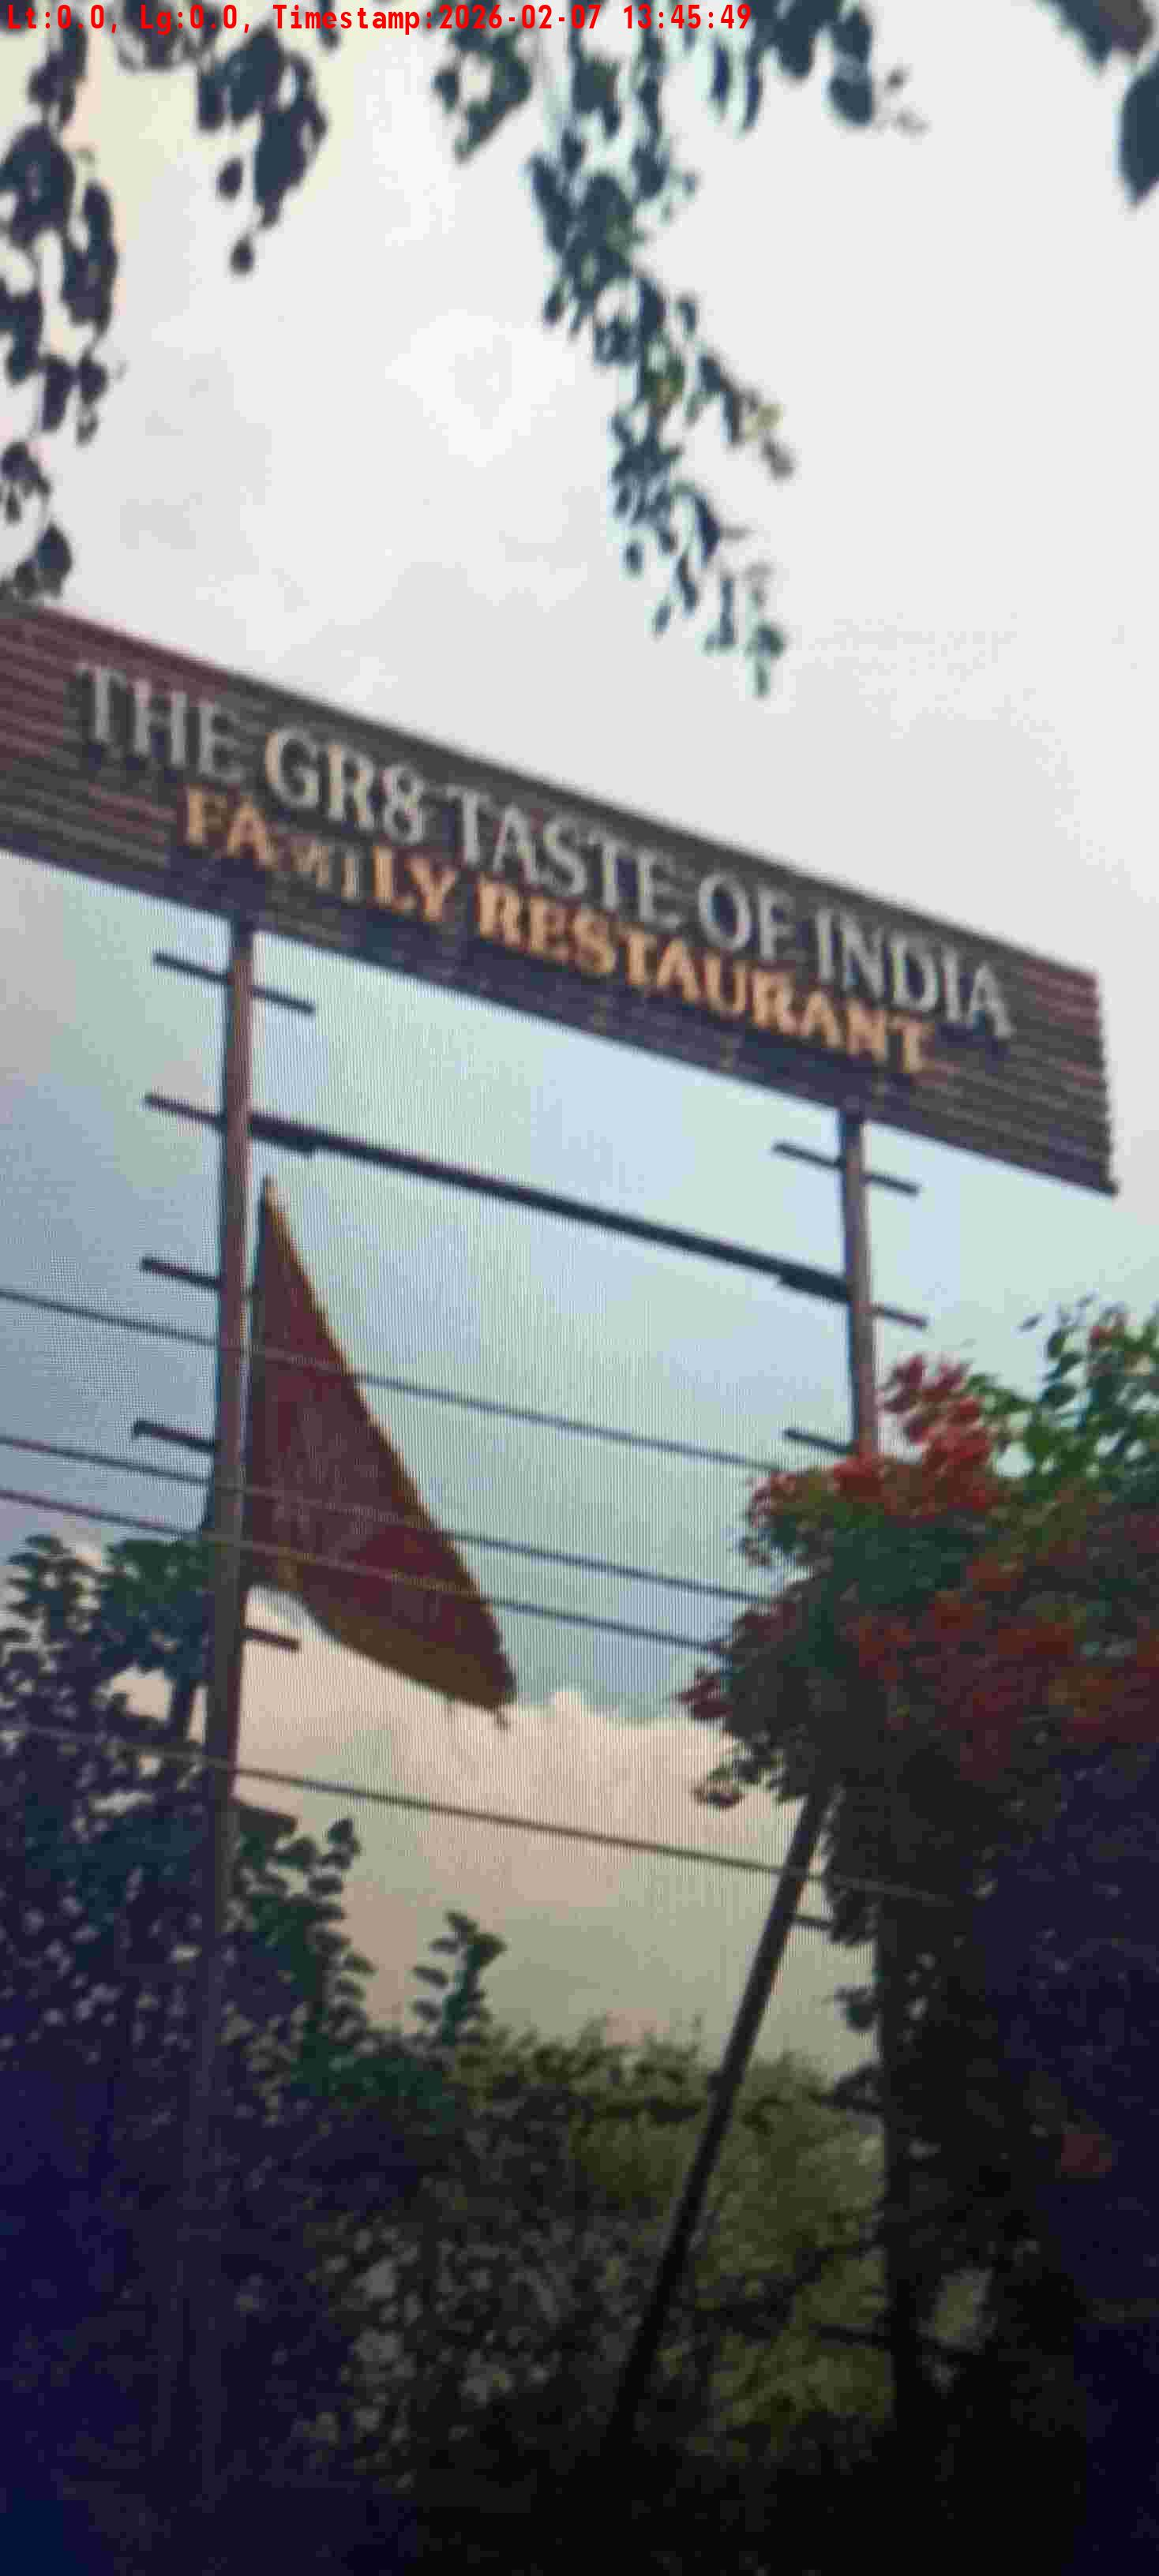 Lt:0.0, Lg:0.0, Timestamp:2026-02-07 13:45:49
THE GR8 TASTE OF INDIA
FAMILY RESTAURANT